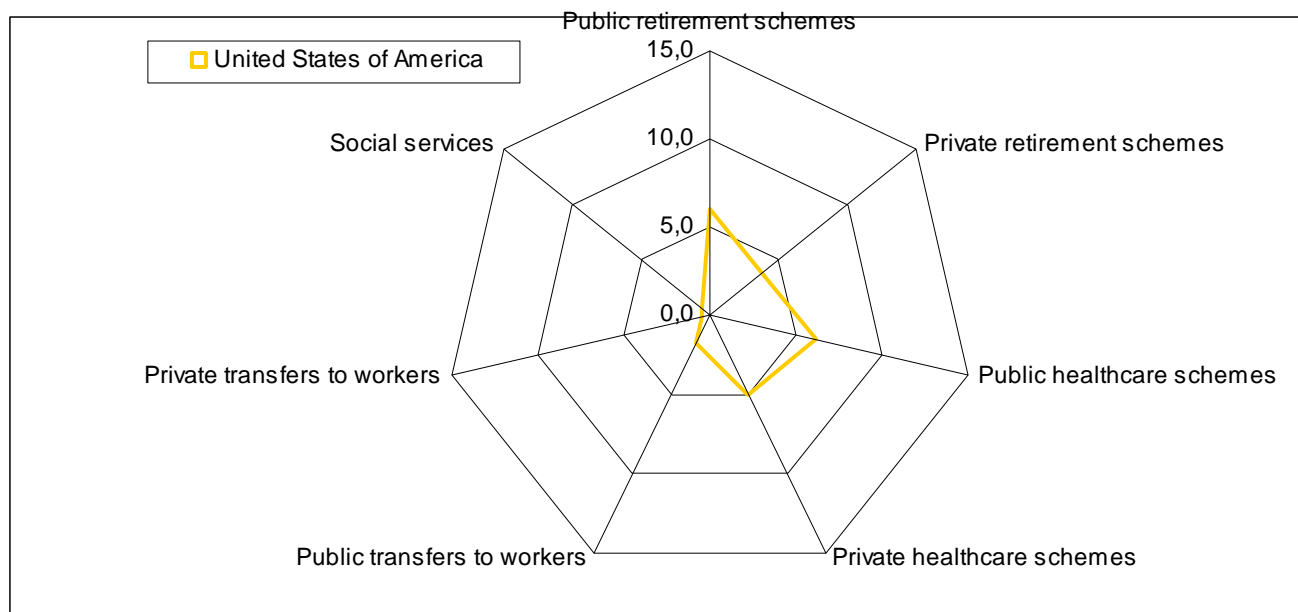 Public retirement schemes
United States of America
15,0
Social services
10,0
Private retirement schemes
5,0
0,0
Private transfers to workers
Public healthcare schemes
Public transfers to workers
Private healthcare schemes